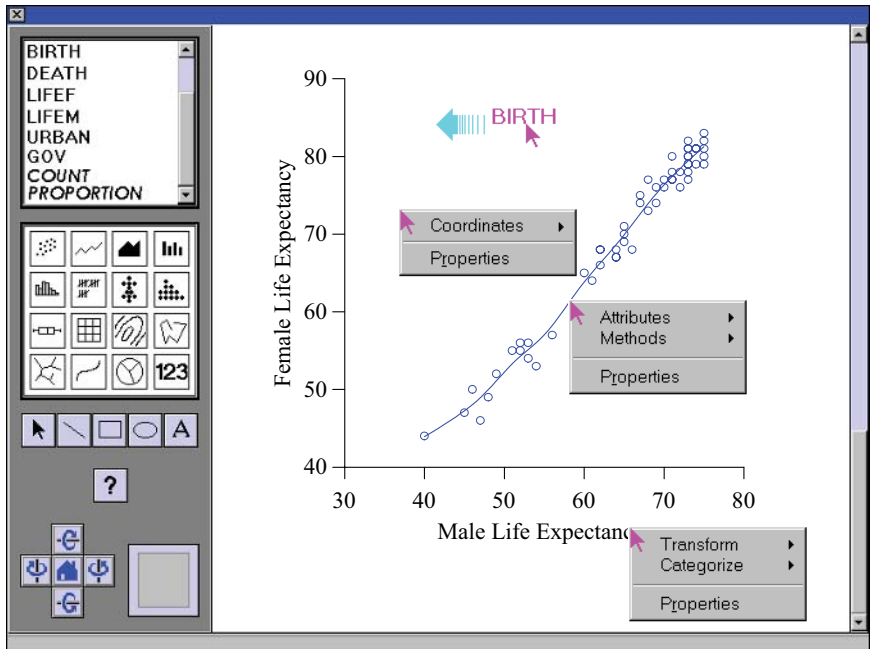 BIRTH
DEATH
LIFEF
LIFEM
URBAN
GOV
COUNT
PROPORTION
123
A
?
Female Life Expectancy
90
80
70
60
50
40
30
40
50
60
70
80
BIRTH
Coordinates
Properties
Attributes
Methods
Properties
Male Life Expectanc
Transform
Categorize
Properties